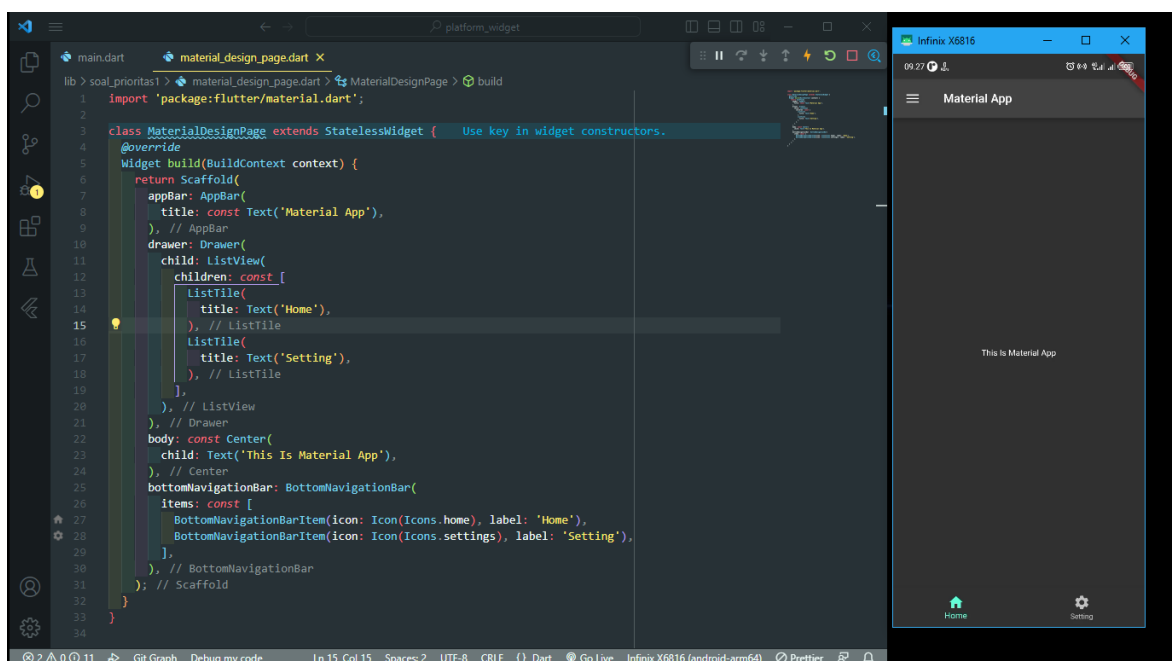 platform_widget
main.dart
material_design_page.dart
lib > soal_prioritas1 > material_design_page.dart > MaterialDesignPage > build
1 import 'package:flutter/material.dart';
2
3 class MaterialDesignPage extends StatelessWidget { Use key in widget constructors.
4 @override
5 Widget build(BuildContext context) {
6 return Scaffold(
7 appBar: AppBar(
8 title: const Text('Material App'),
9 ), // AppBar
10 drawer: Drawer(
11 child: ListView(
12 children: const [
13 ListTile(
14 title: Text('Home'),
15 ), // ListTile
16 ListTile(
17 title: Text('Setting'),
18 ), // ListTile
19 ],
20 ), // ListView
21 ), // Drawer
22 body: const Center(
23 child: Text('This Is Material App'),
24 ), // Center
25 bottomNavigationBar: BottomNavigationBar(
26 items: const [
27 BottomNavigationBarItem(icon: Icon(Icons.home), label: 'Home'),
28 BottomNavigationBarItem(icon: Icon(Icons.settings), label: 'Setting'),
29 ],
30 ), // BottomNavigationBar
31 ); // Scaffold
32 }
33 }
34
1
2 0 11 Git Graph Debug my code Ln 15, Col 15 Spaces: 2 UTF-8 CRLF {} Dart Go Live Infinix X6816 (android-arm64) Prettier
Infinix X6816
09.27
Material App
This Is Material App
Home
Setting